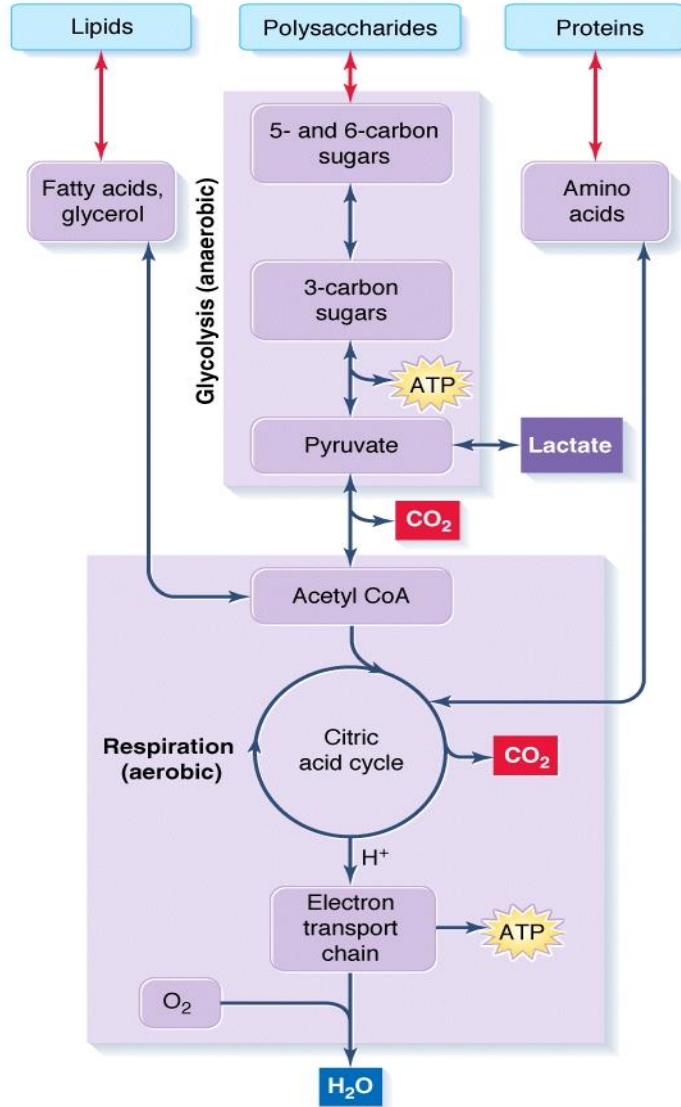 Lipids
Polysaccharides
Proteins
5- and 6-carbon
sugars
Fatty acids,
glycerol
Amino
acids
Glycolysis (anaerobic)
3-carbon
sugars
ATP
Pyruvate
Lactate
CO₂
Acetyl CoA
Respiration
(aerobic)
Citric
acid cycle
CO₂
H⁺
Electron
transport
chain
ATP
O₂
H₂O